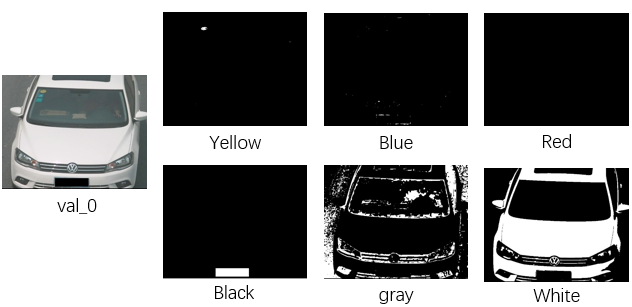 Yellow
Blue
Red
val_0
Black
gray
White